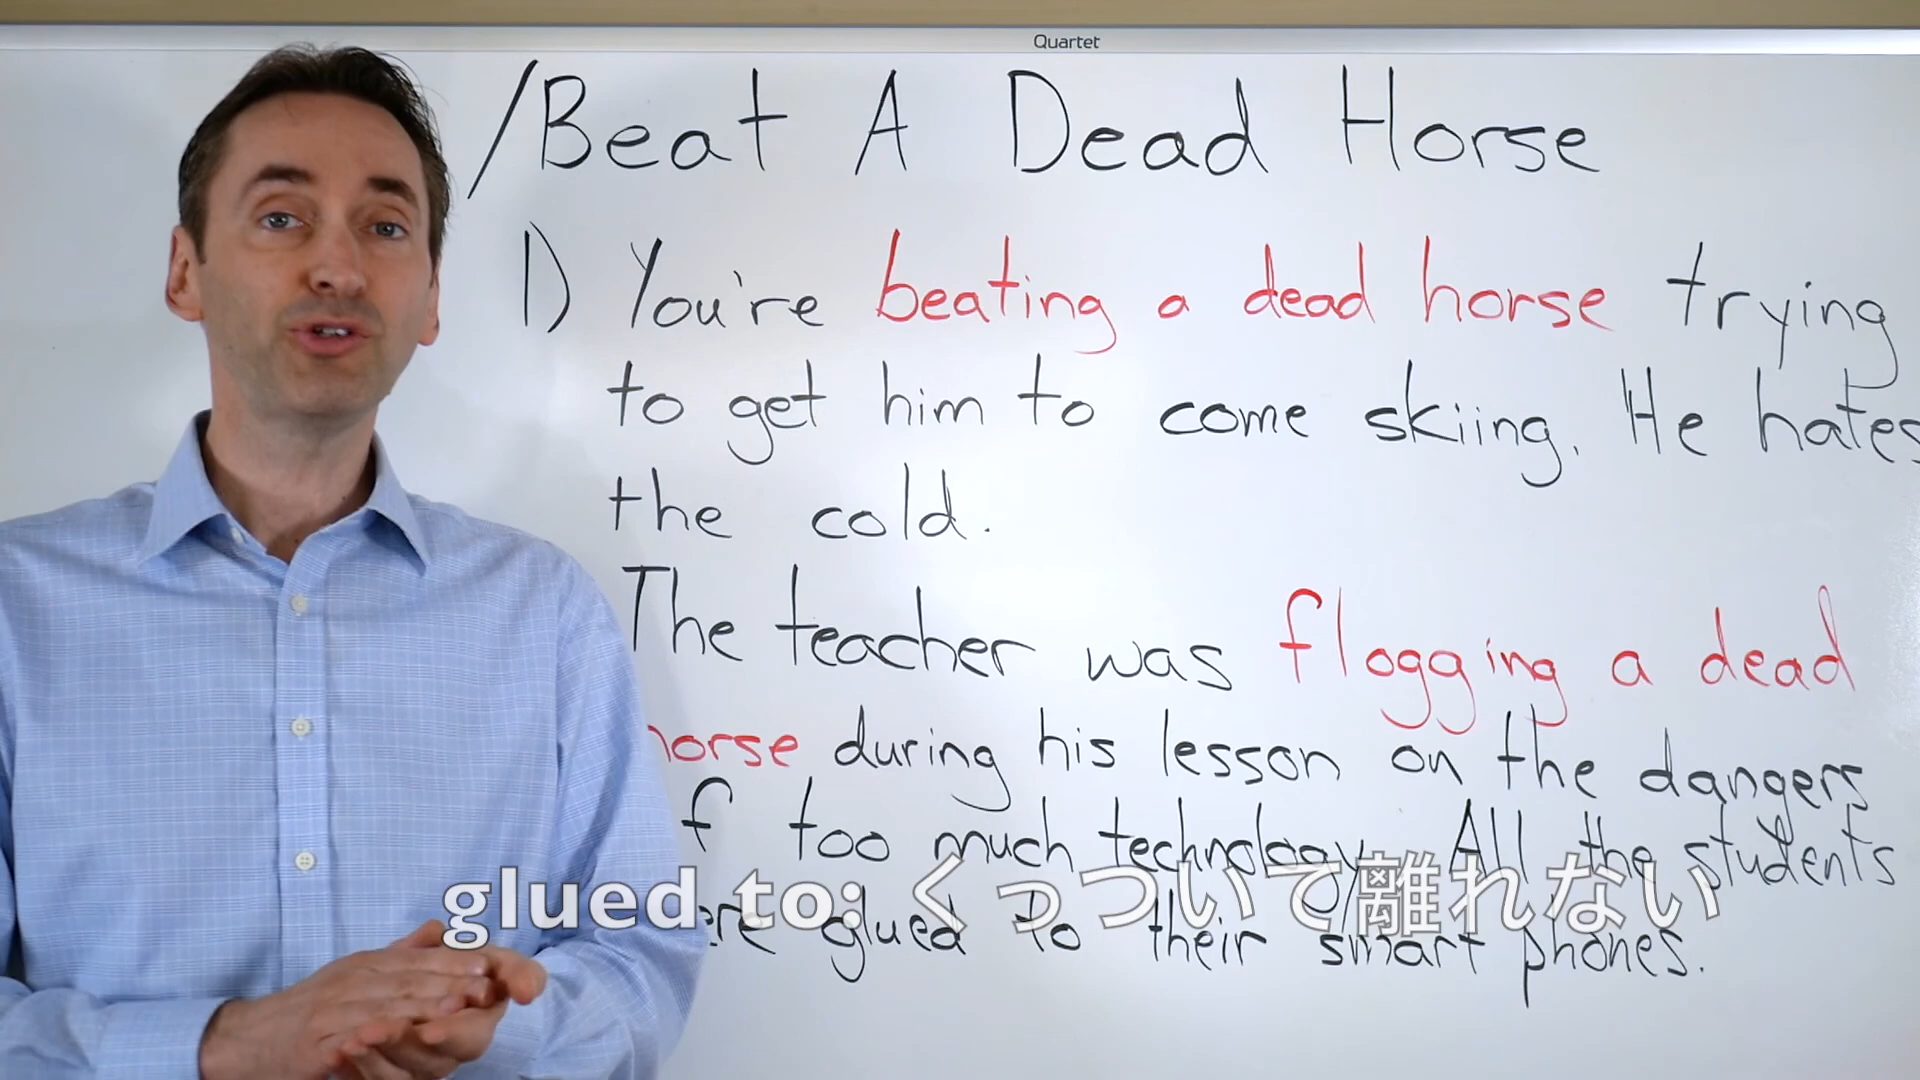 Quartet
/Beat A Dead Horse
1) You're beating a dead horse trying
to get him to come skiing. He hates
the cold.
The teacher was flogging a dead
horse during his lesson on the dangers
f too much technology. All the students
ere glued to their smart phones.
glued to: くっついて離れない